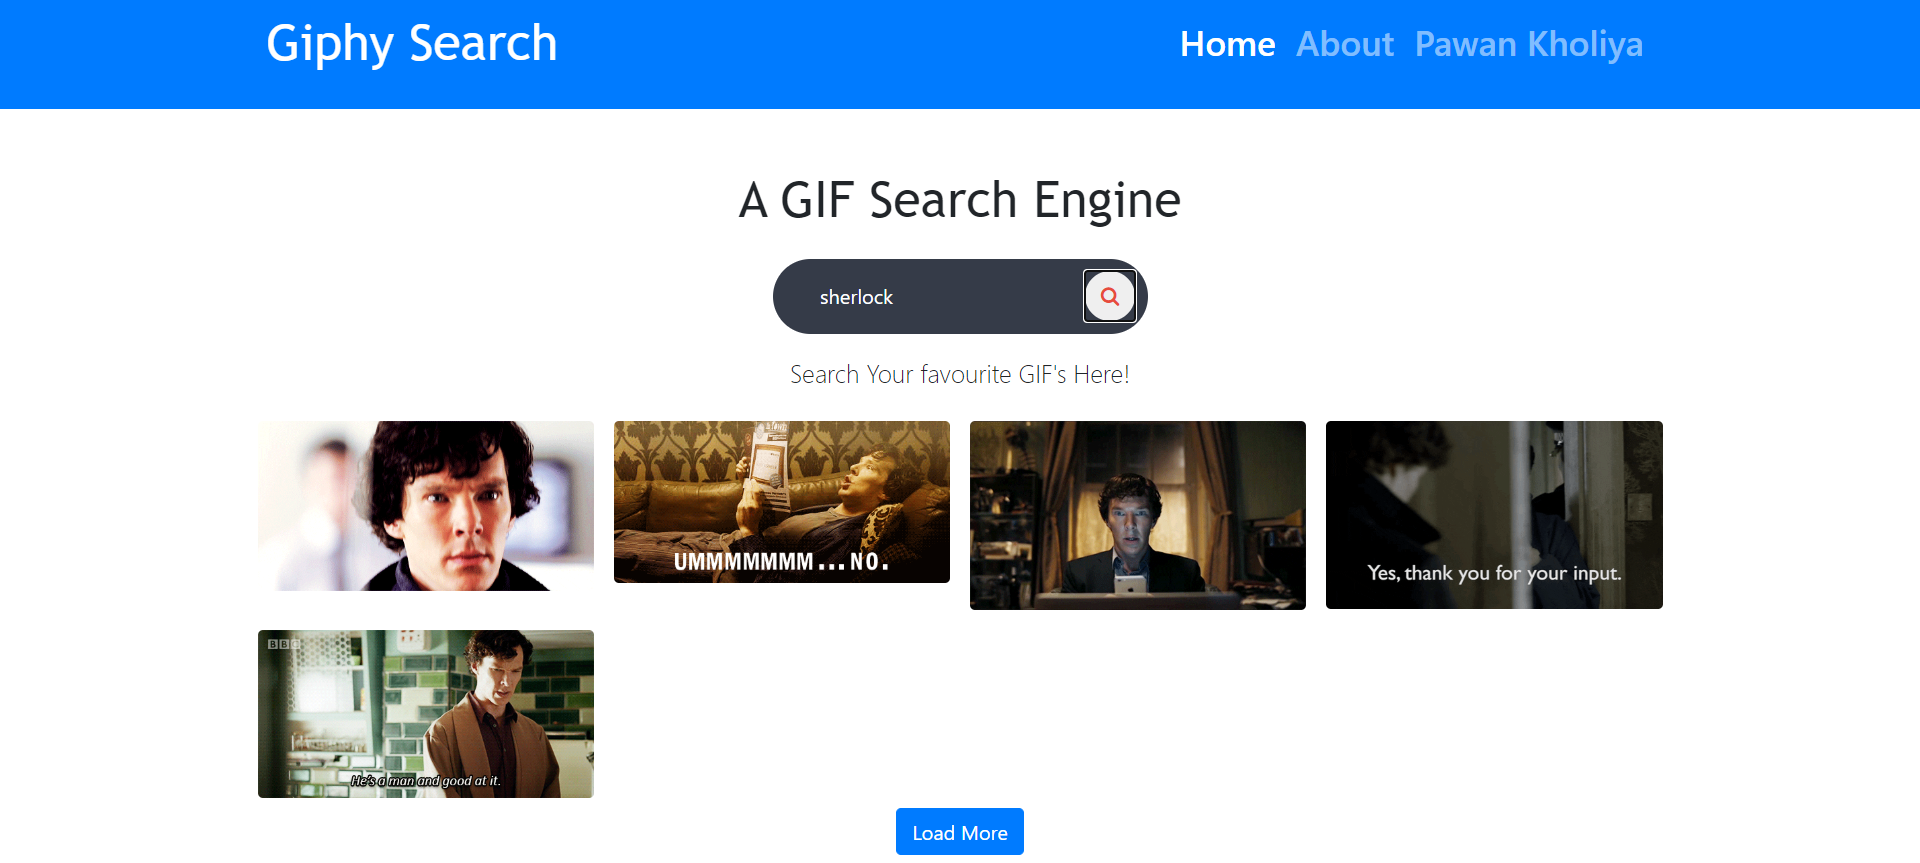 Giphy Search
Home About Pawan Kholiya
A GIF Search Engine
sherlock
Search Your favourite GIF's Here!
UMMMMMMM...NO.
Yes, thank you for your input.
BBC
He's a man and good at it.
Load More